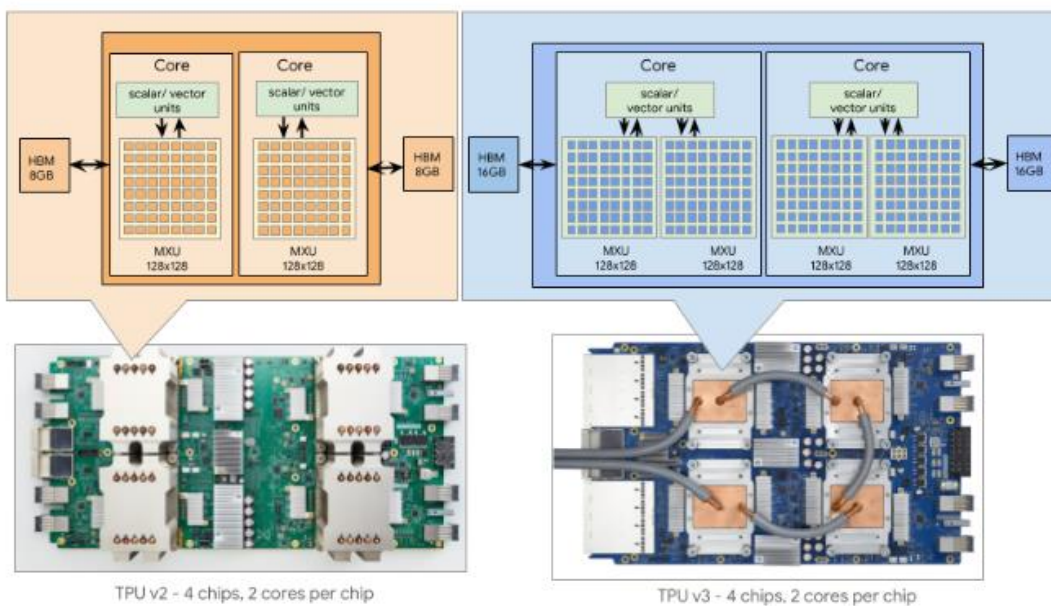 Core
Core
scalar/ vector
units
scalar/ vector
units
HBM
8GB
HBM
8GB
MXU
128x128
MXU
128x128
Core
Core
scalar/
vector units
scalar/
vector units
HBM
16GB
HBM
16GB
MXU
128x128
MXU
128x128
MXU
128x128
MXU
128x128
TPU v2 - 4 chips, 2 cores per chip
TPU v3 - 4 chips, 2 cores per chip